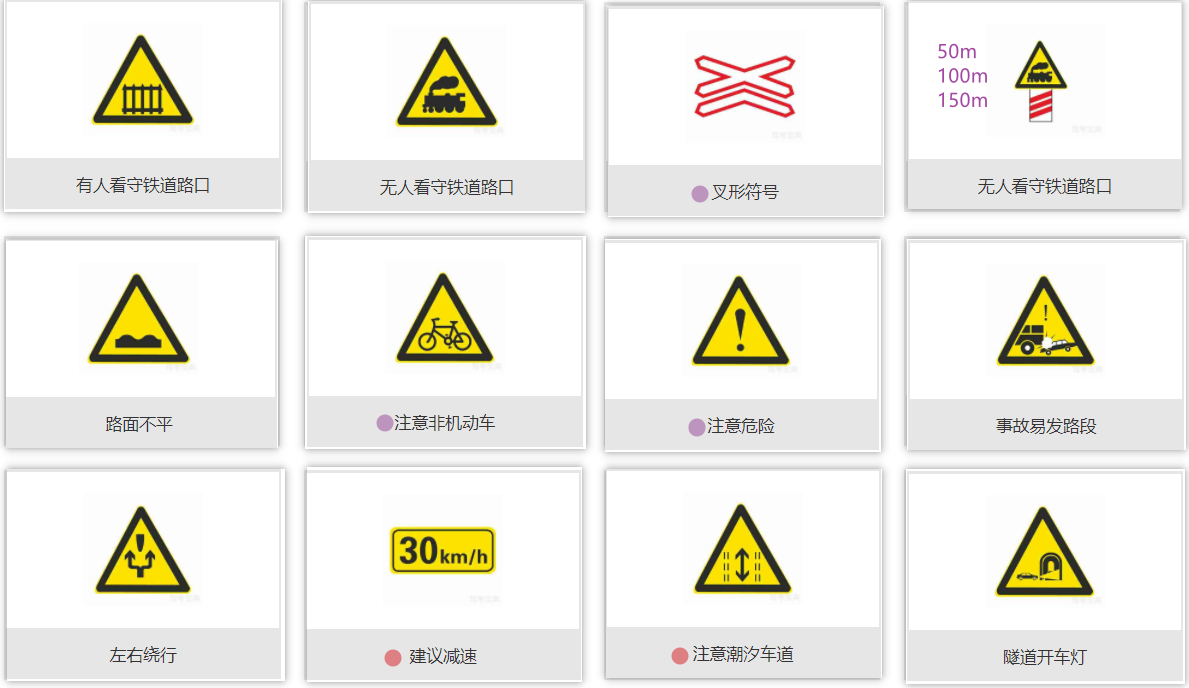 50m
100m
150m
有人看守铁道路口
无人看守铁道路口
叉形符号
无人看守铁道路口
路面不平
注意非机动车
注意危险
事故易发路段
30km/h
左右绕行
建议减速
注意潮汐车道
隧道开车灯